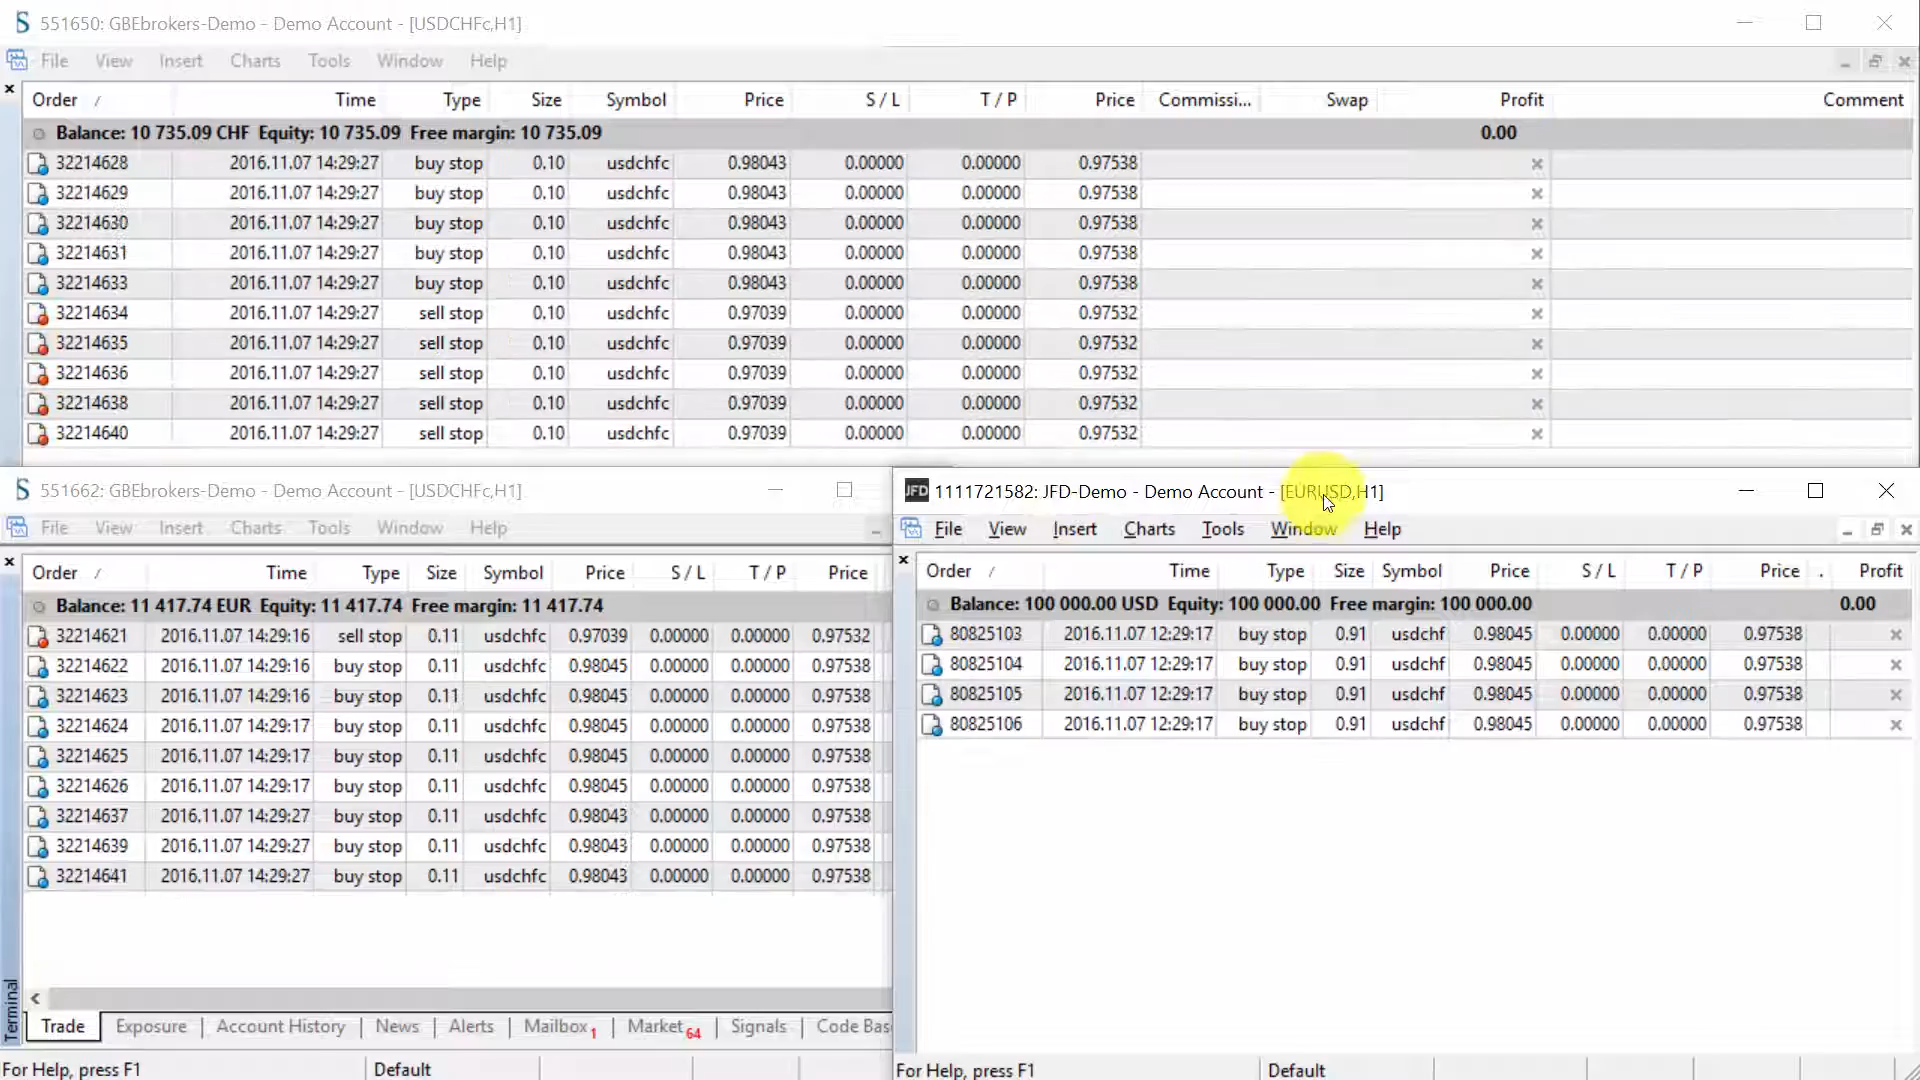 551650: GBEbrokers-Demo - Demo Account - [USDCHFc,H1]
File View Insert Charts Tools Window Help
Order / Time Type Size Symbol Price S / L T / P Price Commissi... Swap Profit Comment
Balance: 10 735.09 CHF Equity: 10 735.09 Free margin: 10 735.09 0.00
32214628 2016.11.07 14:29:27 buy stop 0.10 usdchfc 0.98043 0.00000 0.00000 0.97538
32214629 2016.11.07 14:29:27 buy stop 0.10 usdchfc 0.98043 0.00000 0.00000 0.97538
32214630 2016.11.07 14:29:27 buy stop 0.10 usdchfc 0.98043 0.00000 0.00000 0.97538
32214631 2016.11.07 14:29:27 buy stop 0.10 usdchfc 0.98043 0.00000 0.00000 0.97538
32214633 2016.11.07 14:29:27 buy stop 0.10 usdchfc 0.98043 0.00000 0.00000 0.97538
32214634 2016.11.07 14:29:27 sell stop 0.10 usdchfc 0.97039 0.00000 0.00000 0.97532
32214635 2016.11.07 14:29:27 sell stop 0.10 usdchfc 0.97039 0.00000 0.00000 0.97532
32214636 2016.11.07 14:29:27 sell stop 0.10 usdchfc 0.97039 0.00000 0.00000 0.97532
32214638 2016.11.07 14:29:27 sell stop 0.10 usdchfc 0.97039 0.00000 0.00000 0.97532
32214640 2016.11.07 14:29:27 sell stop 0.10 usdchfc 0.97039 0.00000 0.00000 0.97532
551662: GBEbrokers-Demo - Demo Account - [USDCHFc,H1]
File View Insert Charts Tools Window Help
Order / Time Type Size Symbol Price S / L T / P Price
Balance: 11 417.74 EUR Equity: 11 417.74 Free margin: 11 417.74
32214621 2016.11.07 14:29:16 sell stop 0.11 usdchfc 0.97039 0.00000 0.00000 0.97532
32214622 2016.11.07 14:29:16 buy stop 0.11 usdchfc 0.98045 0.00000 0.00000 0.97538
32214623 2016.11.07 14:29:16 buy stop 0.11 usdchfc 0.98045 0.00000 0.00000 0.97538
32214624 2016.11.07 14:29:17 buy stop 0.11 usdchfc 0.98045 0.00000 0.00000 0.97538
32214625 2016.11.07 14:29:17 buy stop 0.11 usdchfc 0.98045 0.00000 0.00000 0.97538
32214626 2016.11.07 14:29:17 buy stop 0.11 usdchfc 0.98045 0.00000 0.00000 0.97538
32214637 2016.11.07 14:29:27 buy stop 0.11 usdchfc 0.98043 0.00000 0.00000 0.97538
32214639 2016.11.07 14:29:27 buy stop 0.11 usdchfc 0.98043 0.00000 0.00000 0.97538
32214641 2016.11.07 14:29:27 buy stop 0.11 usdchfc 0.98043 0.00000 0.00000 0.97538
Terminal
Trade Exposure Account History News Alerts Mailbox 1 Market 64 Signals Code Bas
For Help, press F1 Default
JFD 1111721582: JFD-Demo - Demo Account - [EURUSD,H1]
File View Insert Charts Tools Window Help
Order / Time Type Size Symbol Price S / L T / P Price . Profit
Balance: 100 000.00 USD Equity: 100 000.00 Free margin: 100 000.00 0.00
80825103 2016.11.07 12:29:17 buy stop 0.91 usdchf 0.98045 0.00000 0.00000 0.97538
80825104 2016.11.07 12:29:17 buy stop 0.91 usdchf 0.98045 0.00000 0.00000 0.97538
80825105 2016.11.07 12:29:17 buy stop 0.91 usdchf 0.98045 0.00000 0.00000 0.97538
80825106 2016.11.07 12:29:17 buy stop 0.91 usdchf 0.98045 0.00000 0.00000 0.97538
For Help, press F1 Default